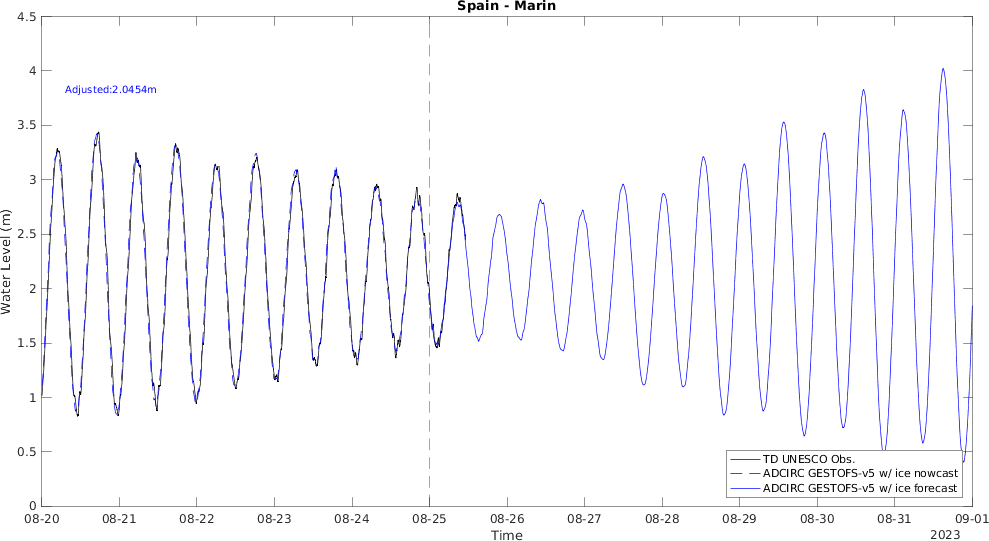 Spain - Marin
4.5
4
3.5
3
2.5
2
1.5
1
0.5
0
Water Level (m)
Adjusted:2.0454m
TD UNESCO Obs.
ADCIRC GESTOFS-v5 w/ ice nowcast
ADCIRC GESTOFS-v5 w/ ice forecast
08-20 08-21 08-22 08-23 08-24 08-25 08-26 08-27 08-28 08-29 08-30 08-31 09-01
Time
2023